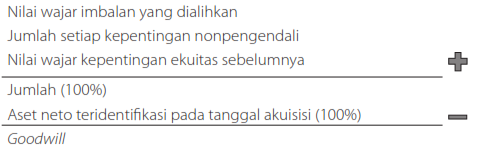 Nilai wajar imbalan yang dialihkan
Jumlah setiap kepentingan nonpengendali
Nilai wajar kepentingan ekuitas sebelumnya
Jumlah (100%)
Aset neto teridentifikasi pada tanggal akuisisi (100%)
Goodwill